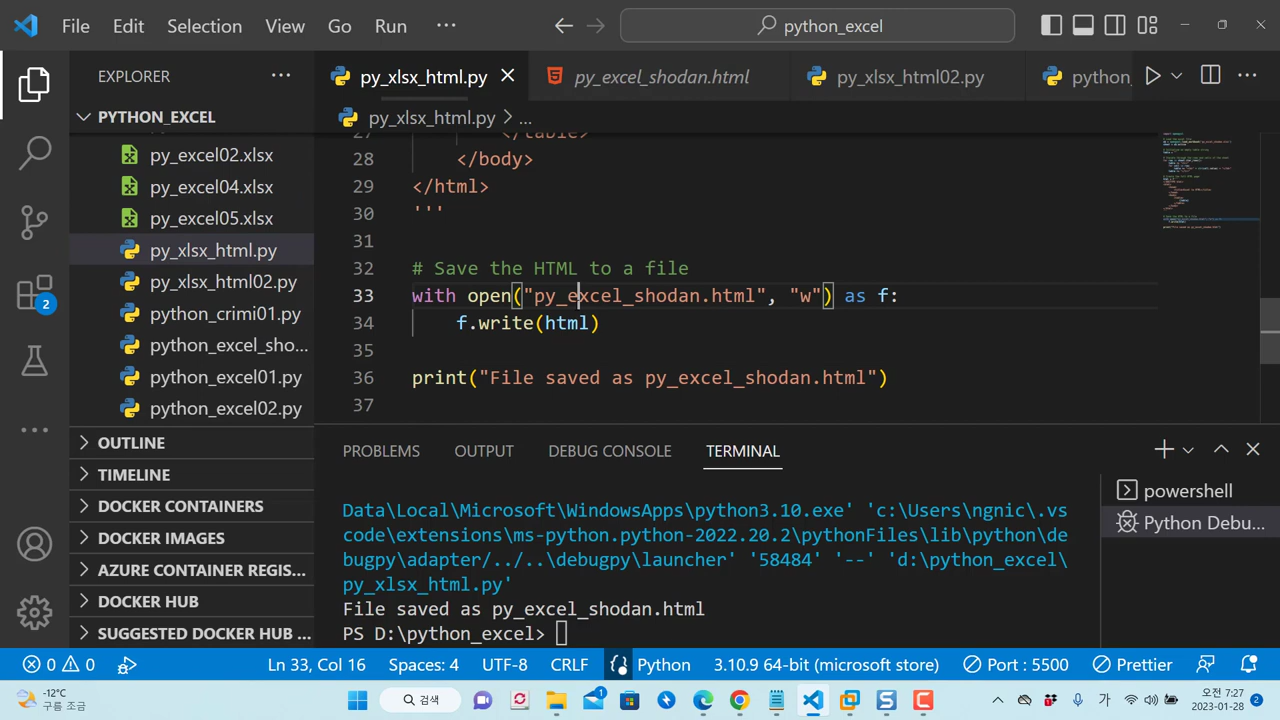 File Edit Selection View Go Run ··· python_excel
EXPLORER ···
PYTHON_EXCEL
py_excel02.xlsx
py_excel04.xlsx
py_excel05.xlsx
py_xlsx_html.py
py_xlsx_html02.py
python_crimi01.py
python_excel_sho...
python_excel01.py
python_excel02.py
OUTLINE
TIMELINE
DOCKER CONTAINERS
DOCKER IMAGES
AZURE CONTAINER REGIS...
DOCKER HUB
SUGGESTED DOCKER HUB ...
2
py_xlsx_html.py py_excel_shodan.html py_xlsx_html02.py python_
py_xlsx_html.py > ...
27 </table>
28 </body>
29 </html>
30 '''
31
32 # Save the HTML to a file
33 with open("py_excel_shodan.html", "w") as f:
34 f.write(html)
35
36 print("File saved as py_excel_shodan.html")
37
PROBLEMS OUTPUT DEBUG CONSOLE TERMINAL
Data\Local\Microsoft\WindowsApps\python3.10.exe' 'c:\Users\ngnic\.vs
code\extensions\ms-python.python-2022.20.2\pythonFiles\lib\python\de
bugpy\adapter/../..\debugpy\launcher' '58484' '--' 'd:\python_excel\
py_xlsx_html.py'
File saved as py_excel_shodan.html
PS D:\python_excel>
powershell
Python Debu...
0 0 Ln 33, Col 16 Spaces: 4 UTF-8 CRLF Python 3.10.9 64-bit (microsoft store) Port : 5500 Prettier
-12°C
구름 조금
검색
1
가
오전 7:27
2023-01-28
2